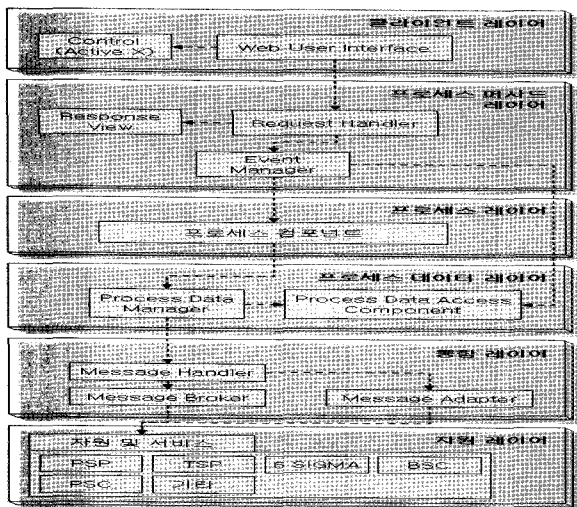 클라이언트 레이어
Control
(Active X)
Web User Interface
프로세스 퍼사드
레이어
Response
View
Request Handler
Event
Manager
프로세스 레이어
프로세스 컴포넌트
프로세스 데이터 레이어
Process Data
Manager
Process Data Access
Component
통합 레이어
Message Handler
Message Broker
Message Adapter
자원 레이어
자원 및 서비스
PSP
TSP
6 SIGMA
BSC
PSC
기타